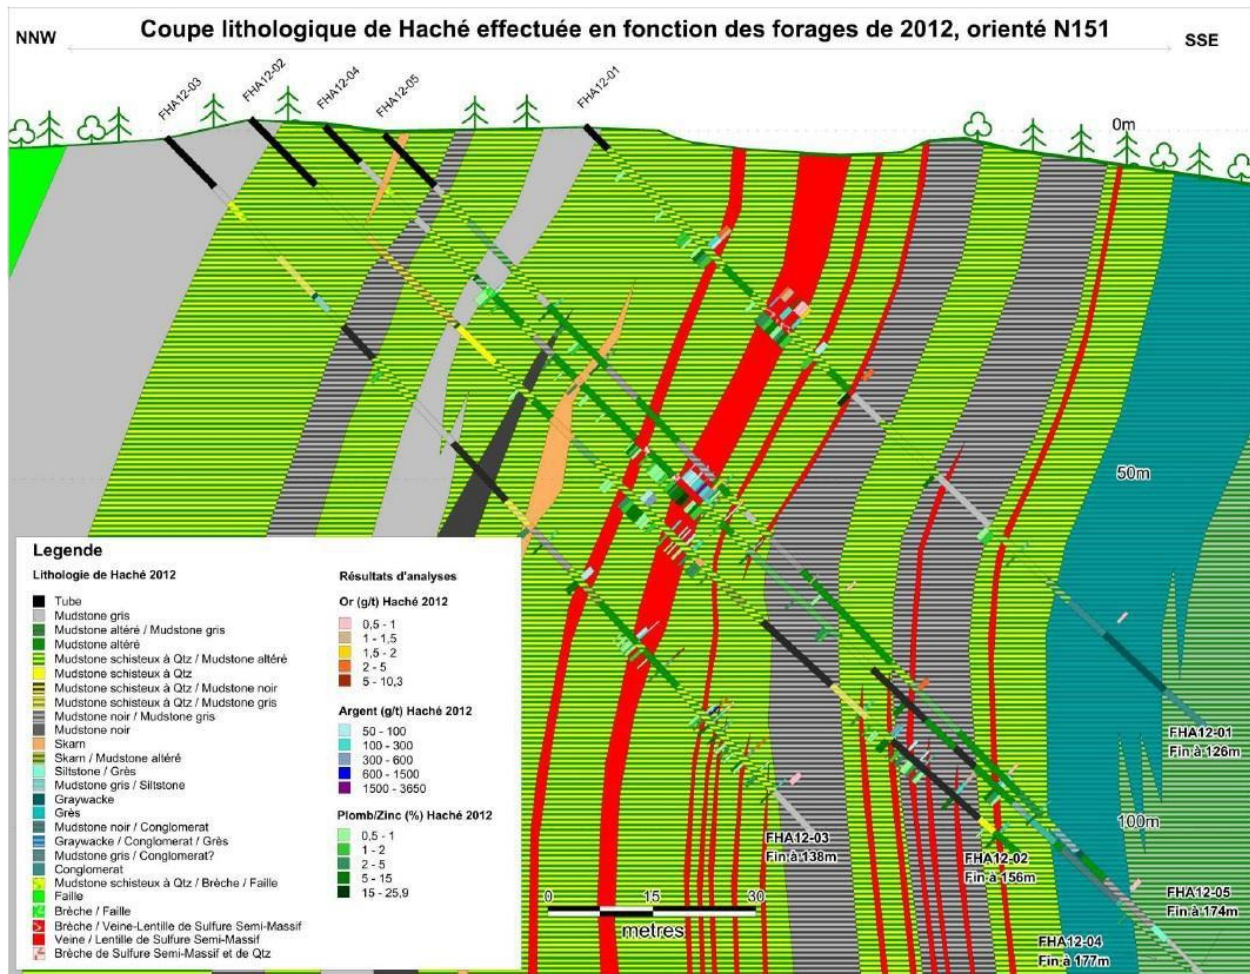 Coupe lithologique de Haché effectuée en fonction des forages de 2012, orienté N151
NNW
SSE
FHA12-03
FHA12-02
FHA12-04
FHA12-05
FHA12-01
0m
50m
100m
FHA12-01
Fin à 126m
FHA12-03
Fin à 138m
FHA12-02
Fin à 156m
FHA12-05
Fin à 174m
FHA12-04
Fin à 177m
0 15 30
metres
Legende
Lithologie de Haché 2012
Tube
Mudstone gris
Mudstone altéré / Mudstone gris
Mudstone altéré
Mudstone schisteux à Qtz / Mudstone altéré
Mudstone schisteux à Qtz
Mudstone schisteux à Qtz / Mudstone noir
Mudstone schisteux à Qtz / Mudstone gris
Mudstone noir / Mudstone gris
Mudstone noir
Skarn
Skarn / Mudstone altéré
Siltstone / Grès
Mudstone gris / Siltstone
Graywacke
Grès
Mudstone noir / Conglomerat
Graywacke / Conglomerat / Grès
Mudstone gris / Conglomerat?
Conglomerat
Mudstone schisteux à Qtz / Brèche / Faille
Faille
Brèche / Faille
Brèche / Veine-Lentille de Sulfure Semi-Massif
Veine / Lentille de Sulfure Semi-Massif
Brèche de Sulfure Semi-Massif et de Qtz
Résultats d'analyses
Or (g/t) Haché 2012
0,5 - 1
1 - 1,5
1,5 - 2
2 - 5
5 - 10,3
Argent (g/t) Haché 2012
50 - 100
100 - 300
300 - 600
600 - 1500
1500 - 3650
Plomb/Zinc (%) Haché 2012
0,5 - 1
1 - 2
2 - 5
5 - 15
15 - 25,9